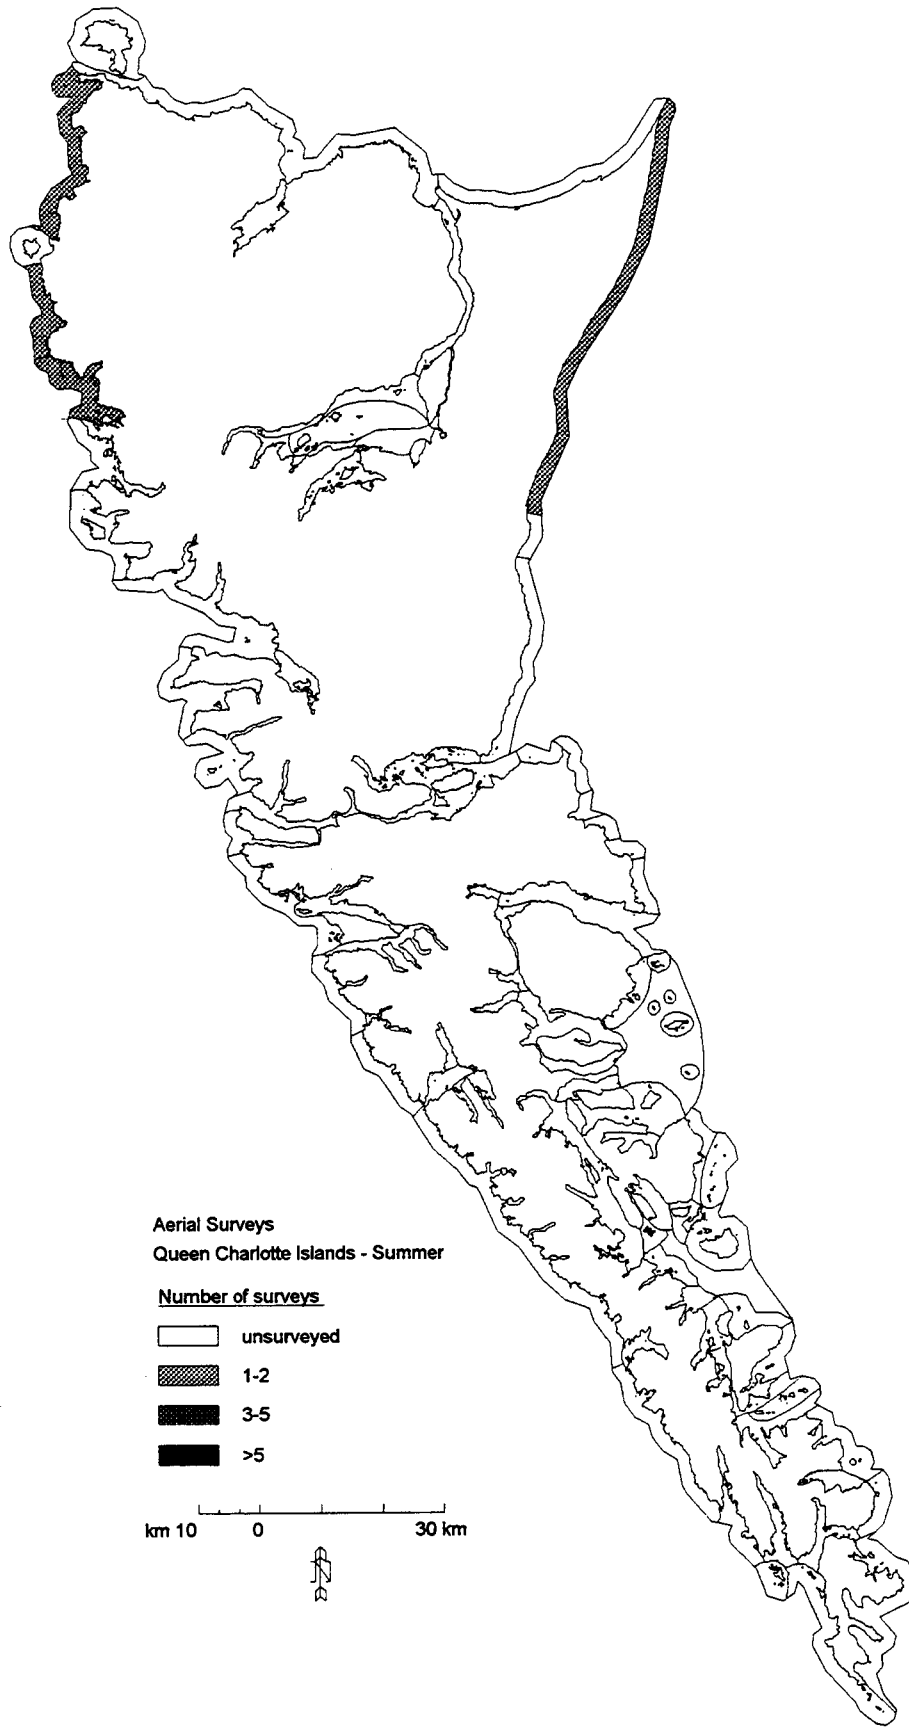 Aerial Surveys
Queen Charlotte Islands - Summer
Number of surveys
unsurveyed
1-2
3-5
>5
km 10 0 30 km
N